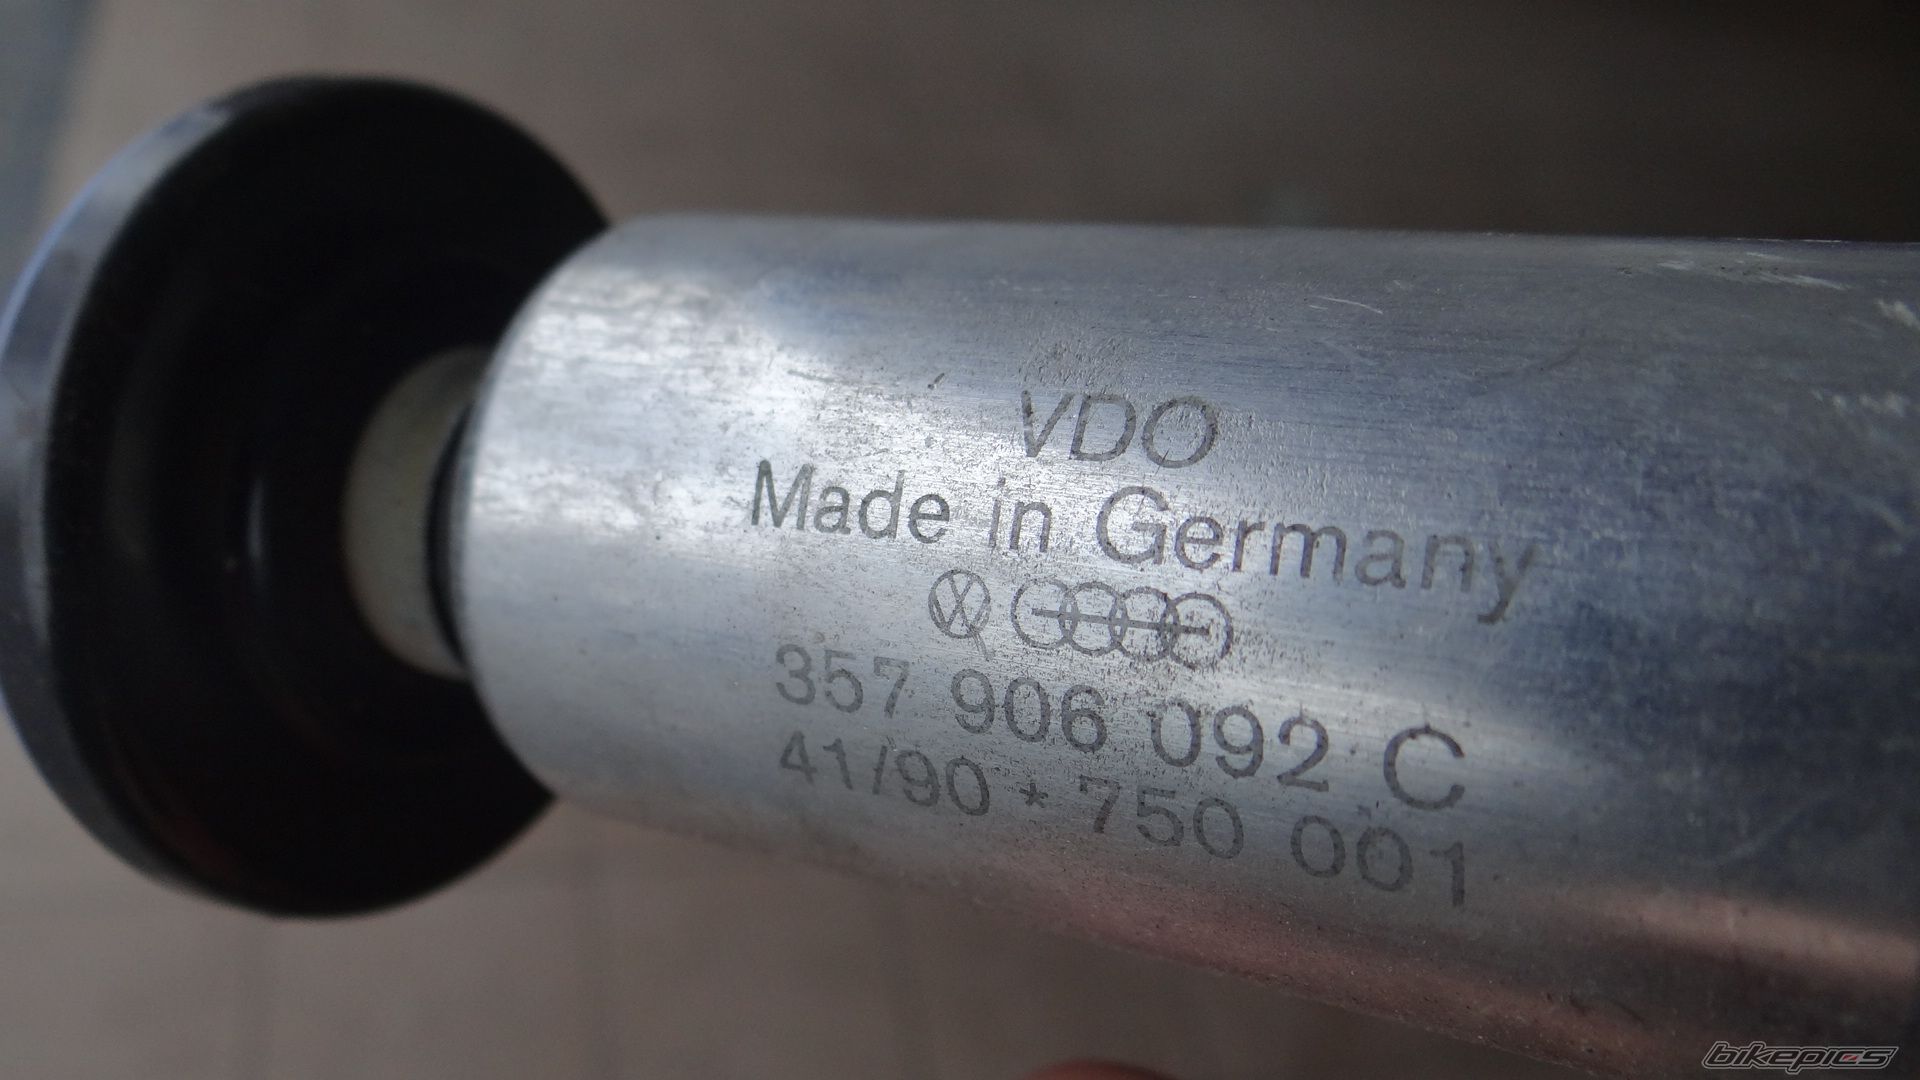 VDO
Made in Germany
357 906 092 C
41/90 * 750 001
bikepics